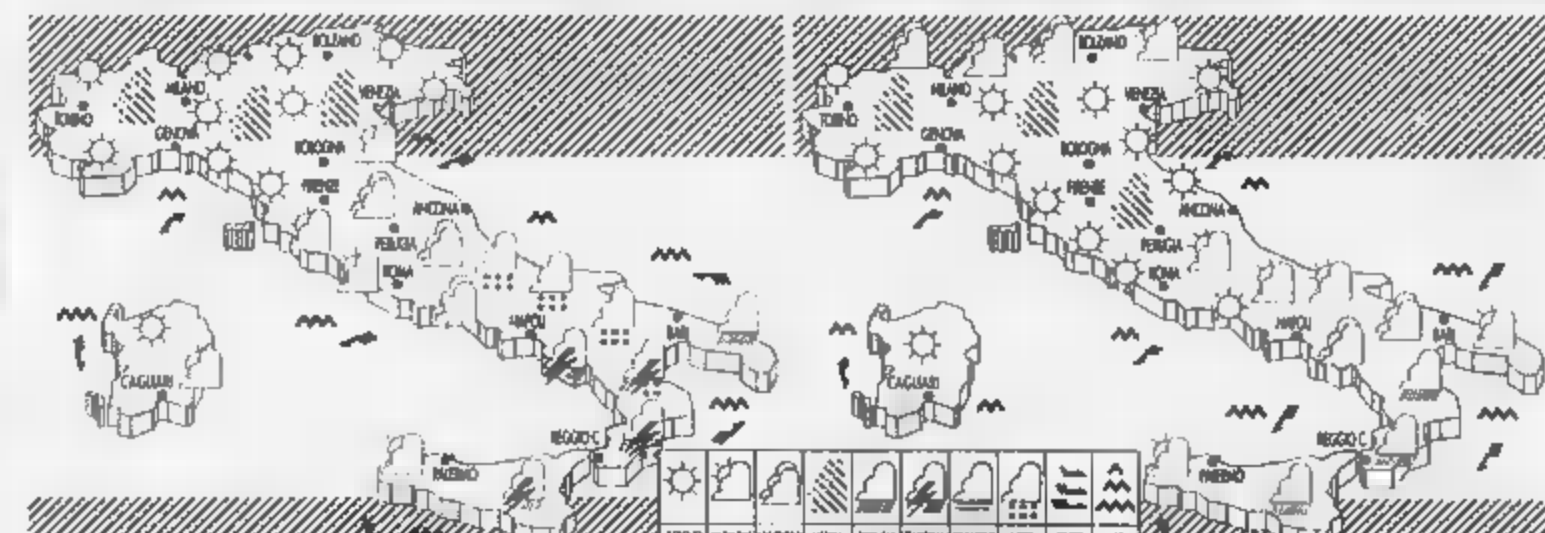 BOLZANO
MILANO
VENEZIA
TORINO
GENOVA
BOLOGNA
FIRENZE
ANCONA
PERUGIA
ROMA
NAPOLI
BARI
CAGLIARI
REGGIO C.
PALERMO
BOLZANO
MILANO
VENEZIA
TORINO
GENOVA
BOLOGNA
FIRENZE
ANCONA
PERUGIA
ROMA
NAPOLI
BARI
CAGLIARI
REGGIO C.
PALERMO